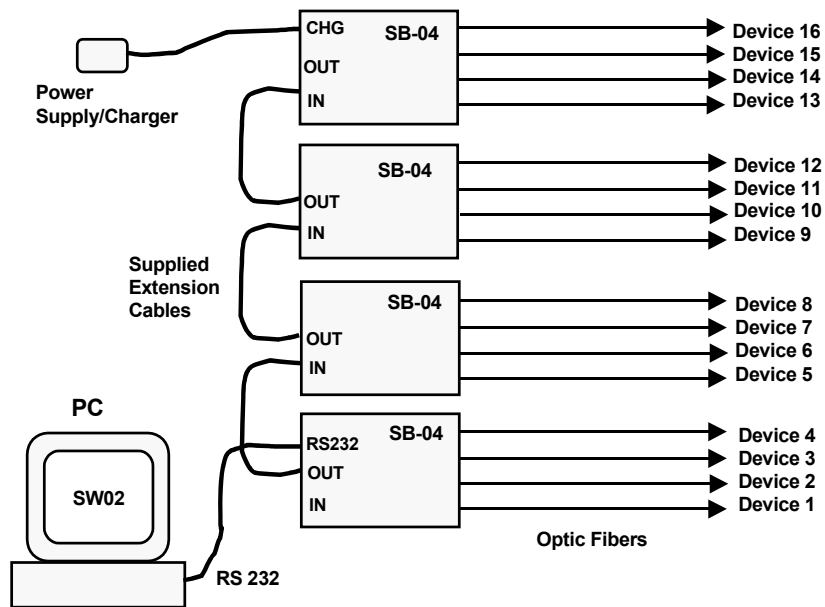 CHG
SB-04
OUT
IN
Power
Supply/Charger
Device 16
Device 15
Device 14
Device 13
SB-04
OUT
IN
Device 12
Device 11
Device 10
Device 9
Supplied
Extension
Cables
SB-04
OUT
IN
Device 8
Device 7
Device 6
Device 5
PC
SW02
RS 232
SB-04
RS232
OUT
IN
Device 4
Device 3
Device 2
Device 1
Optic Fibers